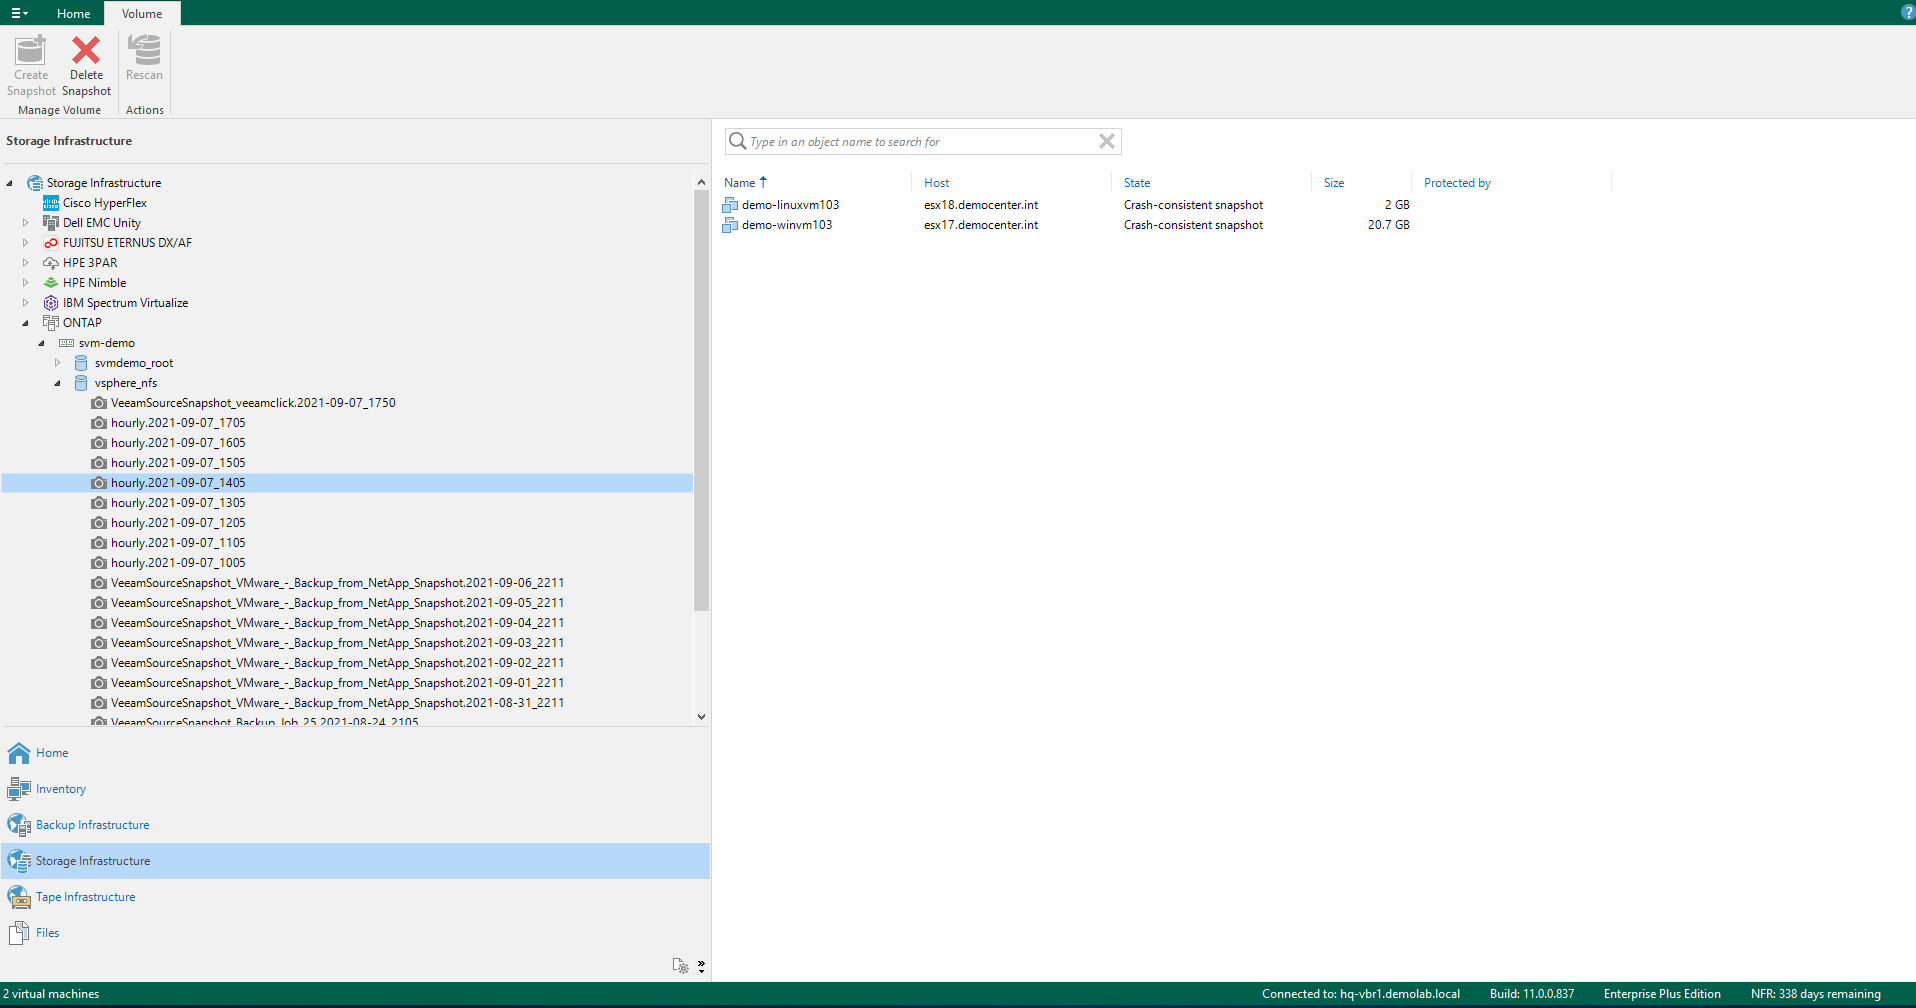 Home
Volume
?
Create
Snapshot
Delete
Snapshot
Rescan
Manage Volume
Actions
Storage Infrastructure
Type in an object name to search for
Storage Infrastructure
Cisco HyperFlex
Dell EMC Unity
FUJITSU ETERNUS DX/AF
HPE 3PAR
HPE Nimble
IBM Spectrum Virtualize
ONTAP
svm-demo
svmdemo_root
vsphere_nfs
VeeamSourceSnapshot_veeamclick.2021-09-07_1750
hourly.2021-09-07_1705
hourly.2021-09-07_1605
hourly.2021-09-07_1505
hourly.2021-09-07_1405
hourly.2021-09-07_1305
hourly.2021-09-07_1205
hourly.2021-09-07_1105
hourly.2021-09-07_1005
VeeamSourceSnapshot_VMware_-_Backup_from_NetApp_Snapshot.2021-09-06_2211
VeeamSourceSnapshot_VMware_-_Backup_from_NetApp_Snapshot.2021-09-05_2211
VeeamSourceSnapshot_VMware_-_Backup_from_NetApp_Snapshot.2021-09-04_2211
VeeamSourceSnapshot_VMware_-_Backup_from_NetApp_Snapshot.2021-09-03_2211
VeeamSourceSnapshot_VMware_-_Backup_from_NetApp_Snapshot.2021-09-02_2211
VeeamSourceSnapshot_VMware_-_Backup_from_NetApp_Snapshot.2021-09-01_2211
VeeamSourceSnapshot_VMware_-_Backup_from_NetApp_Snapshot.2021-08-31_2211
VeeamSourceSnapshot_Backup_Job_25.2021-08-24_2105
Name Host State Size Protected by
demo-linuxvm103 esx18.democenter.int Crash-consistent snapshot 2 GB
demo-winvm103 esx17.democenter.int Crash-consistent snapshot 20.7 GB
Home
Inventory
Backup Infrastructure
Storage Infrastructure
Tape Infrastructure
Files
2 virtual machines
Connected to: hq-vbr1.demolab.local Build: 11.0.0.837 Enterprise Plus Edition NFR: 338 days remaining